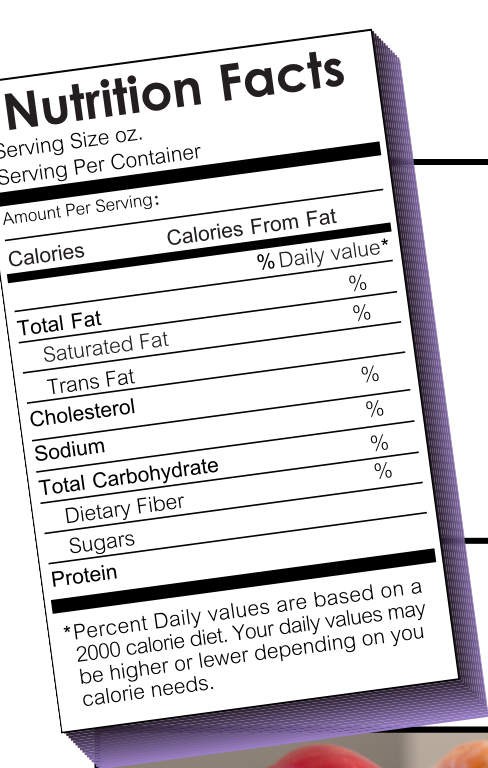 Nutrition Facts
Serving Size oz.
Serving Per Container
Amount Per Serving:
Calories Calories From Fat
% Daily value*
Total Fat %
Saturated Fat %
Trans Fat
Cholesterol %
Sodium %
Total Carbohydrate %
Dietary Fiber %
Sugars
Protein
*Percent Daily values are based on a
2000 calorie diet. Your daily values may
be higher or lewer depending on you
calorie needs.